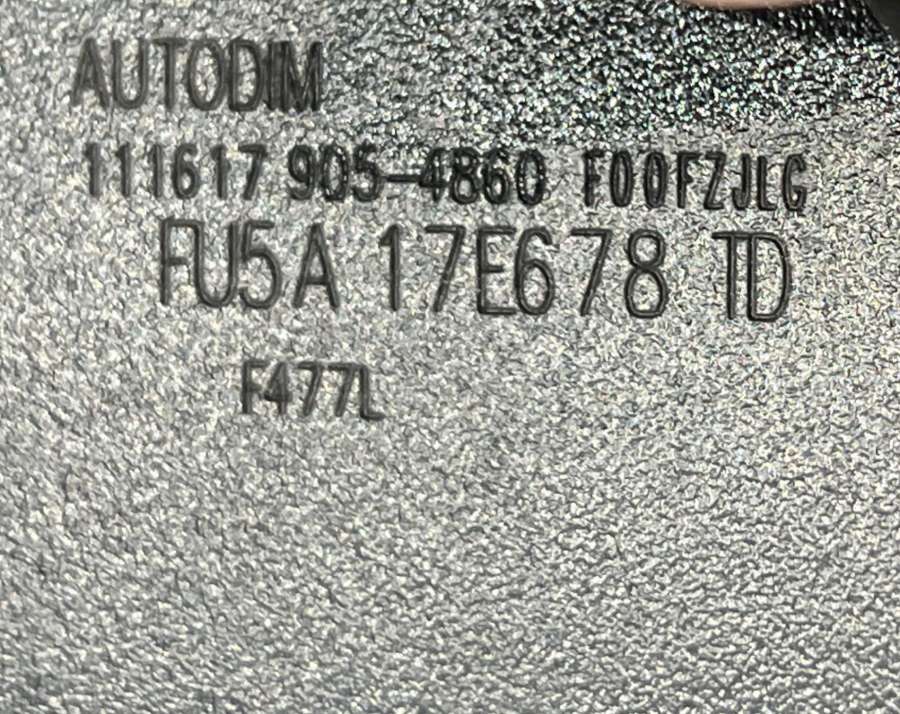 AUTODIM
111617 905-4860 F00FZJLG
FU5A 17E678 TD
F477L